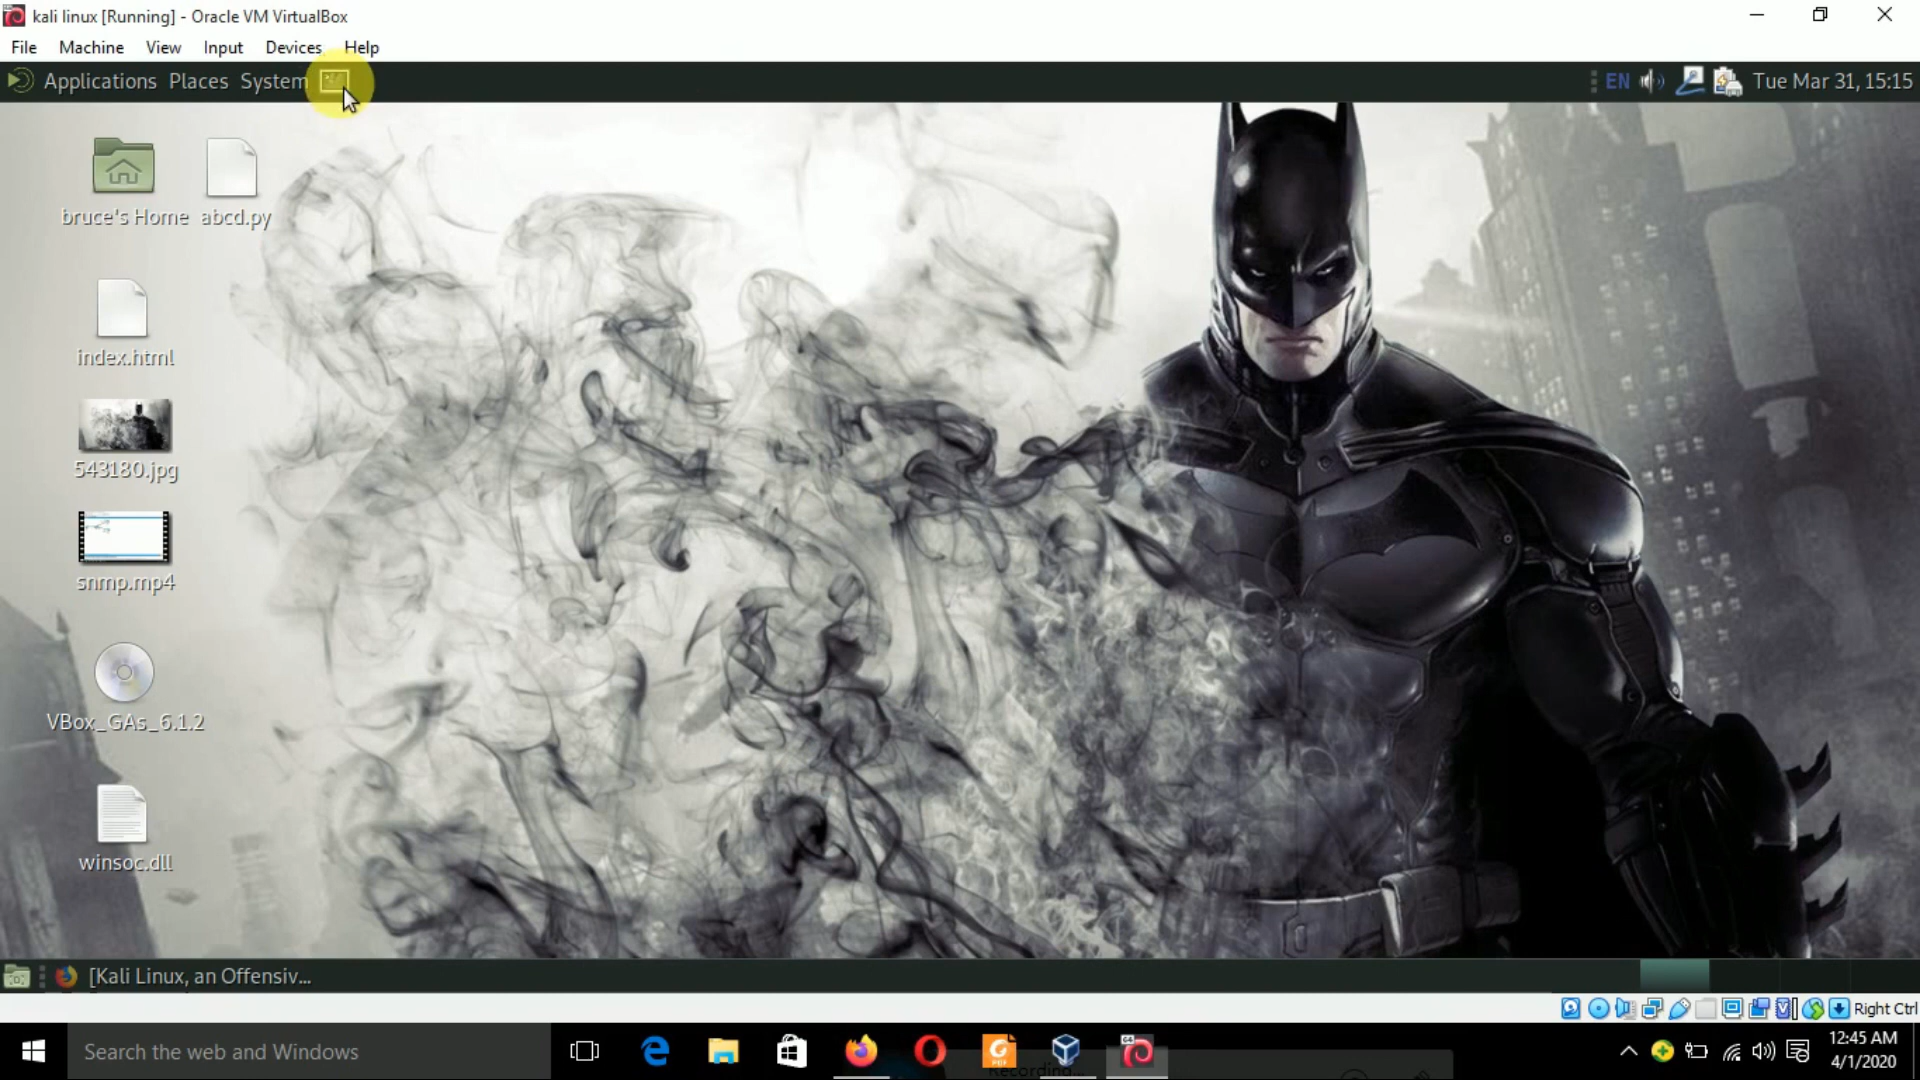 kali linux [Running] - Oracle VM VirtualBox
File Machine View Input Devices Help
Applications Places System
EN Tue Mar 31, 15:15
bruce's Home abcd.py
index.html
543180.jpg
snmp.mp4
VBox_GAs_6.1.2
winsoc.dll
[Kali Linux, an Offensiv...
Right Ctrl
Search the web and Windows
Recording...
12:45 AM
4/1/2020